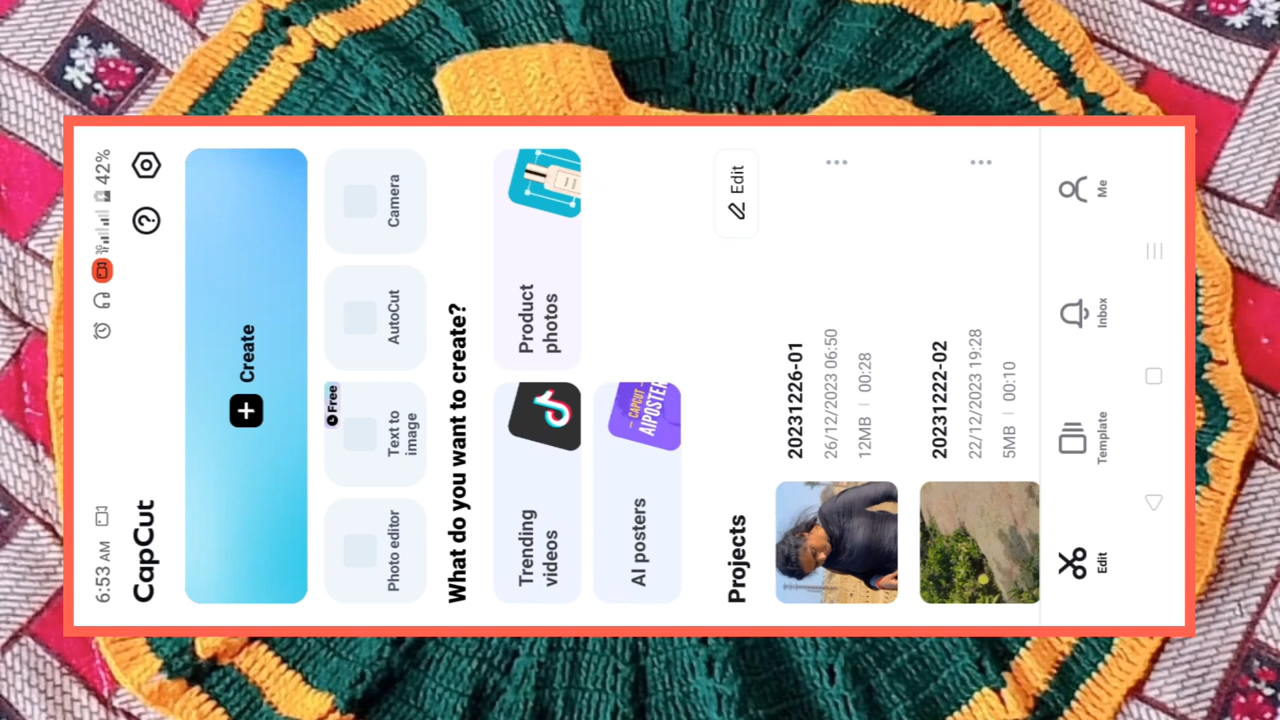 6:53 AM
3G
42%
CapCut
Create
Photo editor
Text to
image
Free
AutoCut
Camera
What do you want to create?
Trending
videos
Product
photos
AI posters
CAPCUT
AIPOSTER
Projects
Edit
20231226-01
26/12/2023 06:50
12MB | 00:28
20231222-02
22/12/2023 19:28
5MB | 00:10
Edit
Template
Inbox
Me